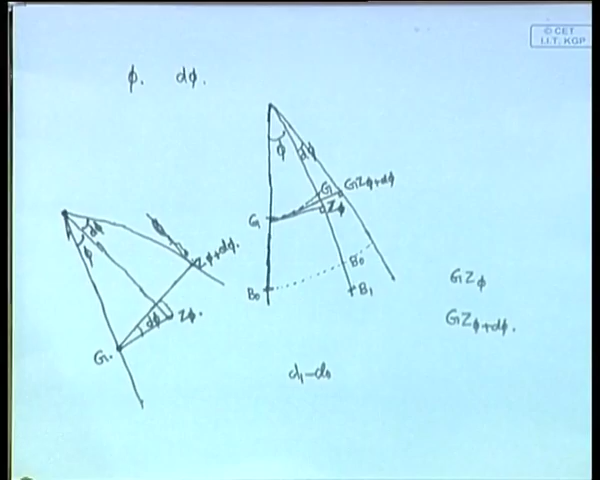 © CET
I.I.T. KGP
φ. dφ.
φ
dφ
G
GZφ+dφ
G
Zφ
φ
dφ
φ
Zφ+dφ.
B₀
B₀
B₁
GZφ
dφ
Zφ.
GZφ+dφ.
G.
d₁-d₀